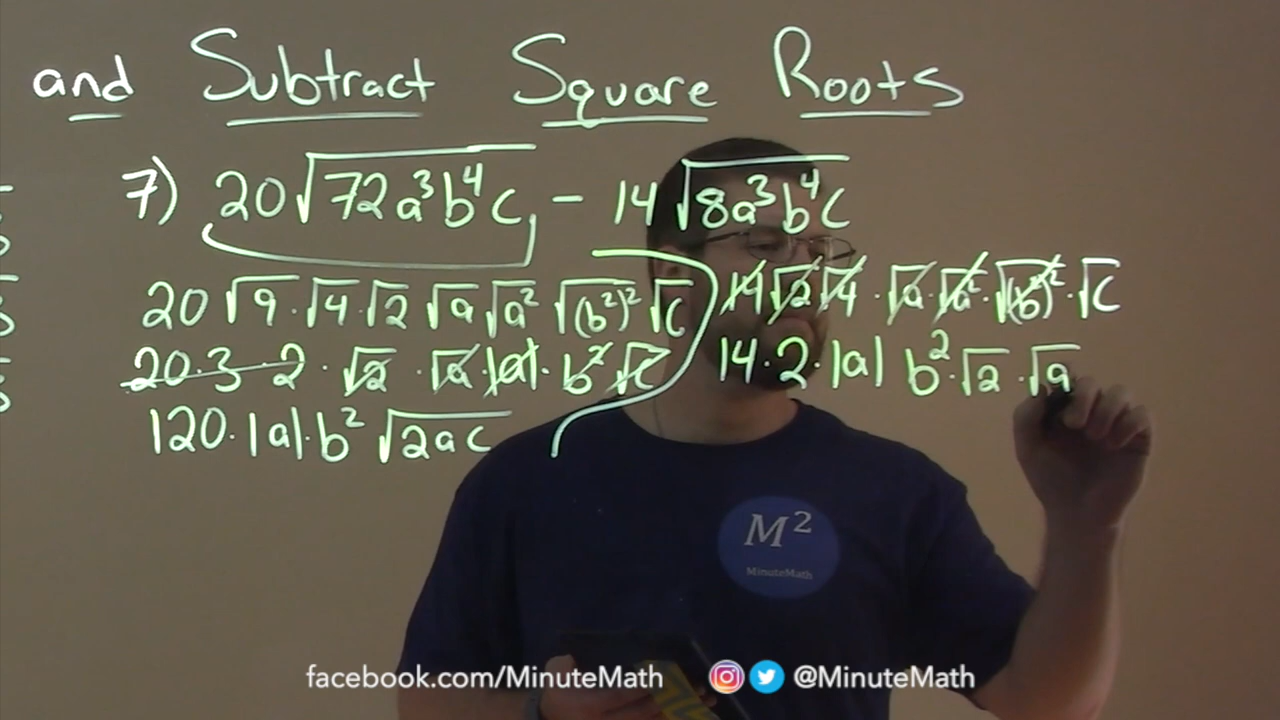 and Subtract Square Roots
7) 20√72a³b⁴c - 14√8a³b⁴c
20√9·√4·√2 √a√a²√(b²)²√c
14√2√4·√a·√a²·√(b²)²·√c
20·3·2·√2·√a·|a|·b²√c
14·2·|a| b²·√2·√a
120·|a|·b²√2ac
M²
MinuteMath
facebook.com/MinuteMath @MinuteMath